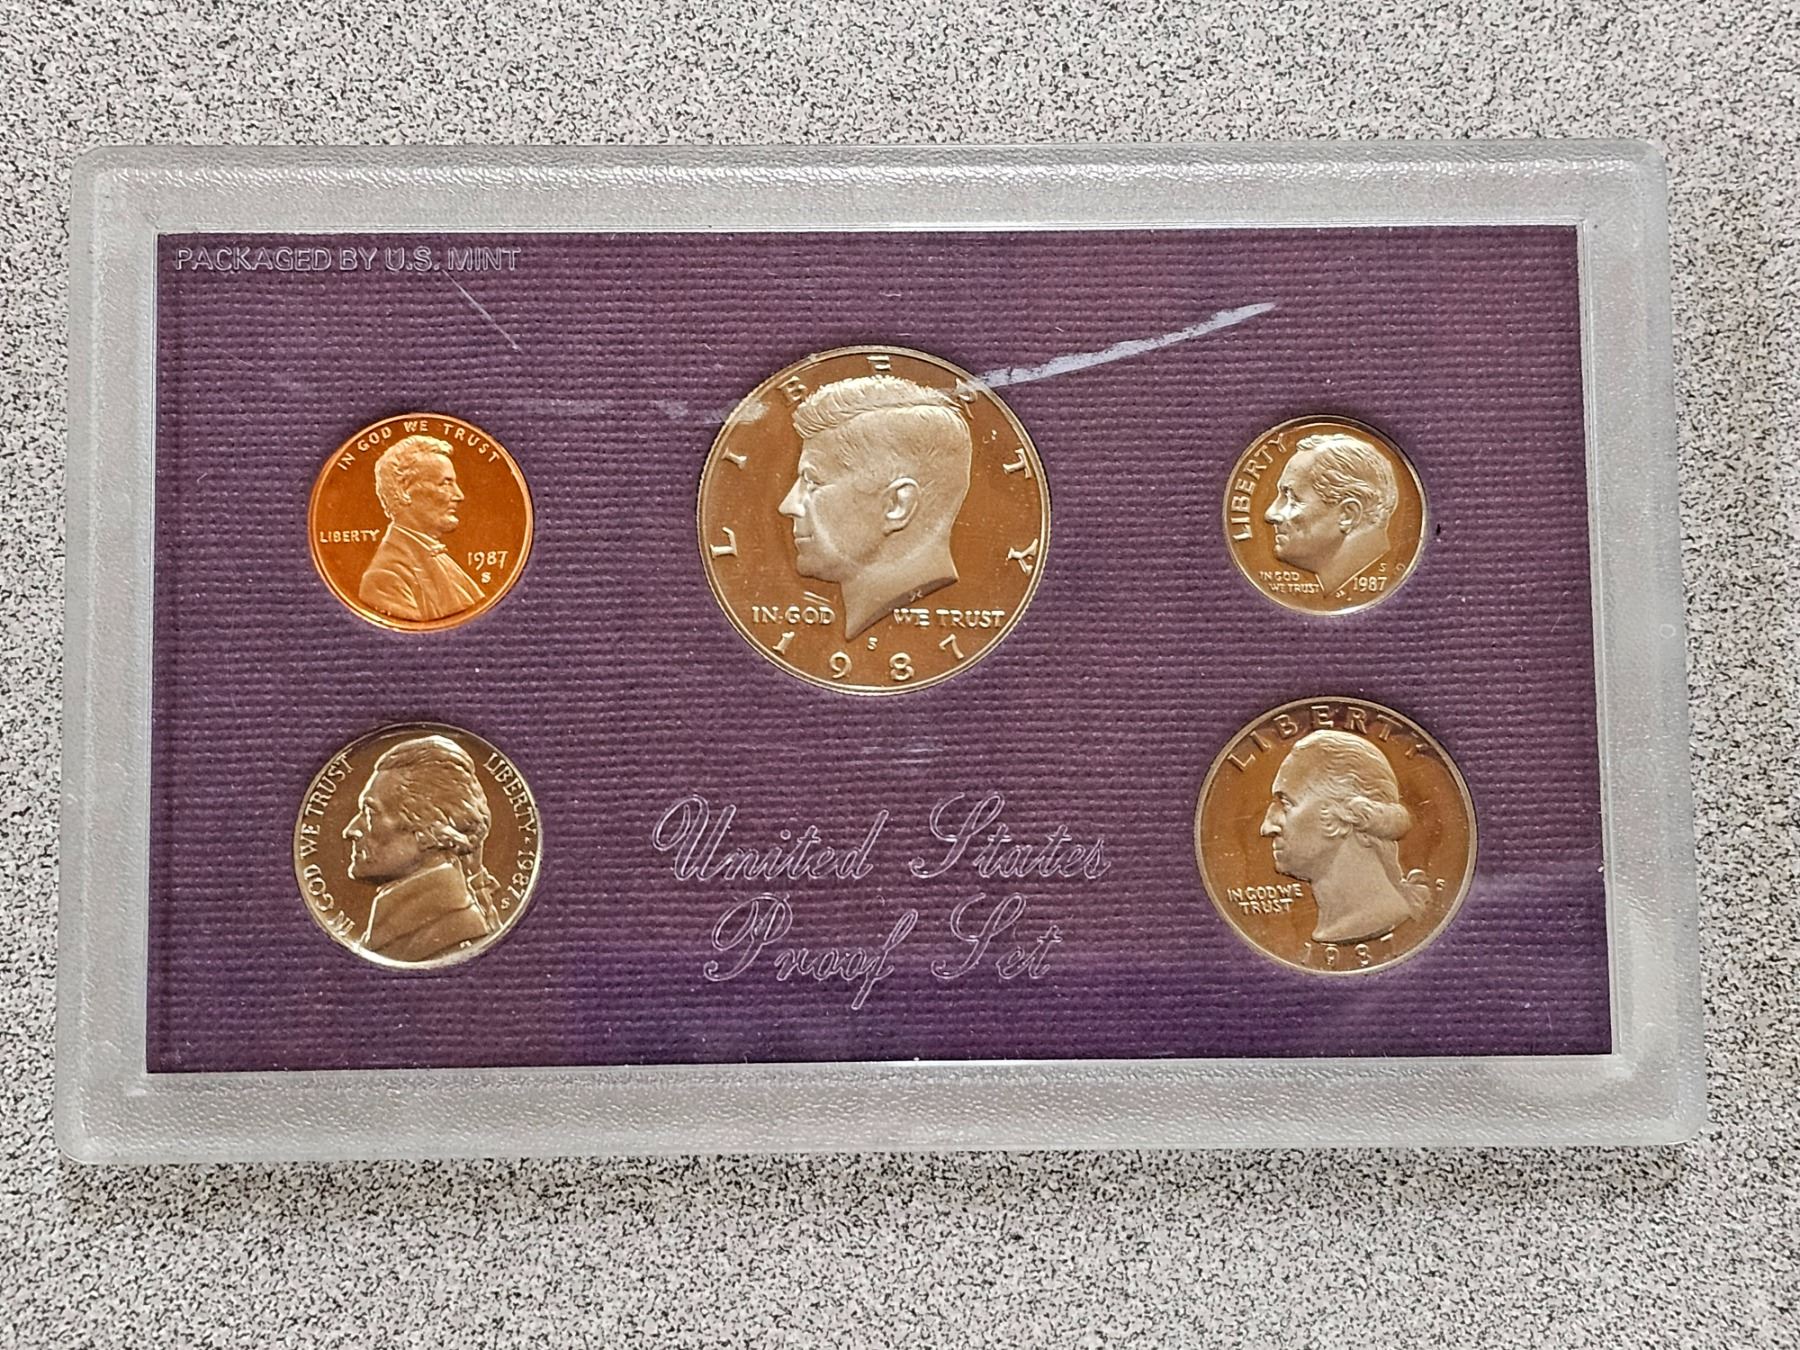 PACKAGED BY U.S. MINT
IN GOD WE TRUST
LIBERTY
1987
S
LIBERTY
IN GOD WE TRUST
S
1987
LIBERTY
IN GOD
WE TRUST
S
1987
IN GOD WE TRUST
LIBERTY * 1987
S
United States
Proof Set
LIBERTY
IN GOD WE
TRUST
S
1987